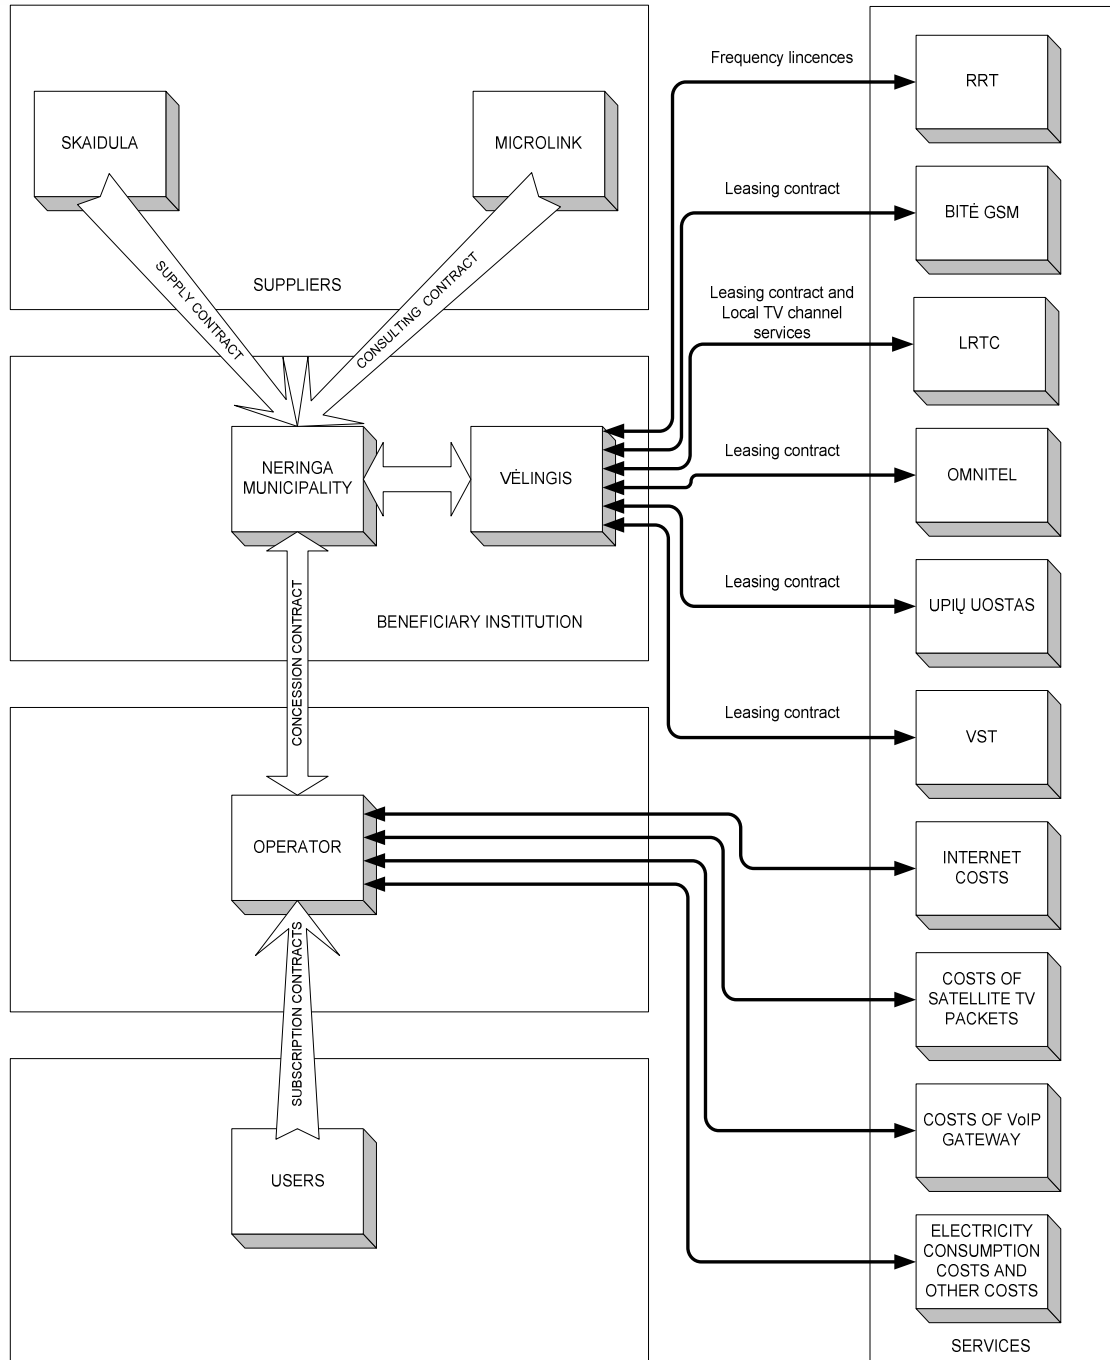 Frequency lincences
RRT
SKAIDULA
MICROLINK
Leasing contract
BITĖ GSM
SUPPLY CONTRACT
CONSULTING CONTRACT
SUPPLIERS
Leasing contract and
Local TV channel
services
LRTC
NERINGA
MUNICIPALITY
VĖLINGIS
Leasing contract
OMNITEL
Leasing contract
UPIŲ UOSTAS
BENEFICIARY INSTITUTION
CONCESSION CONTRACT
Leasing contract
VST
OPERATOR
INTERNET
COSTS
SUBSCRIPTION CONTRACTS
COSTS OF
SATELLITE TV
PACKETS
COSTS OF VoIP
GATEWAY
USERS
ELECTRICITY
CONSUMPTION
COSTS AND
OTHER COSTS
SERVICES